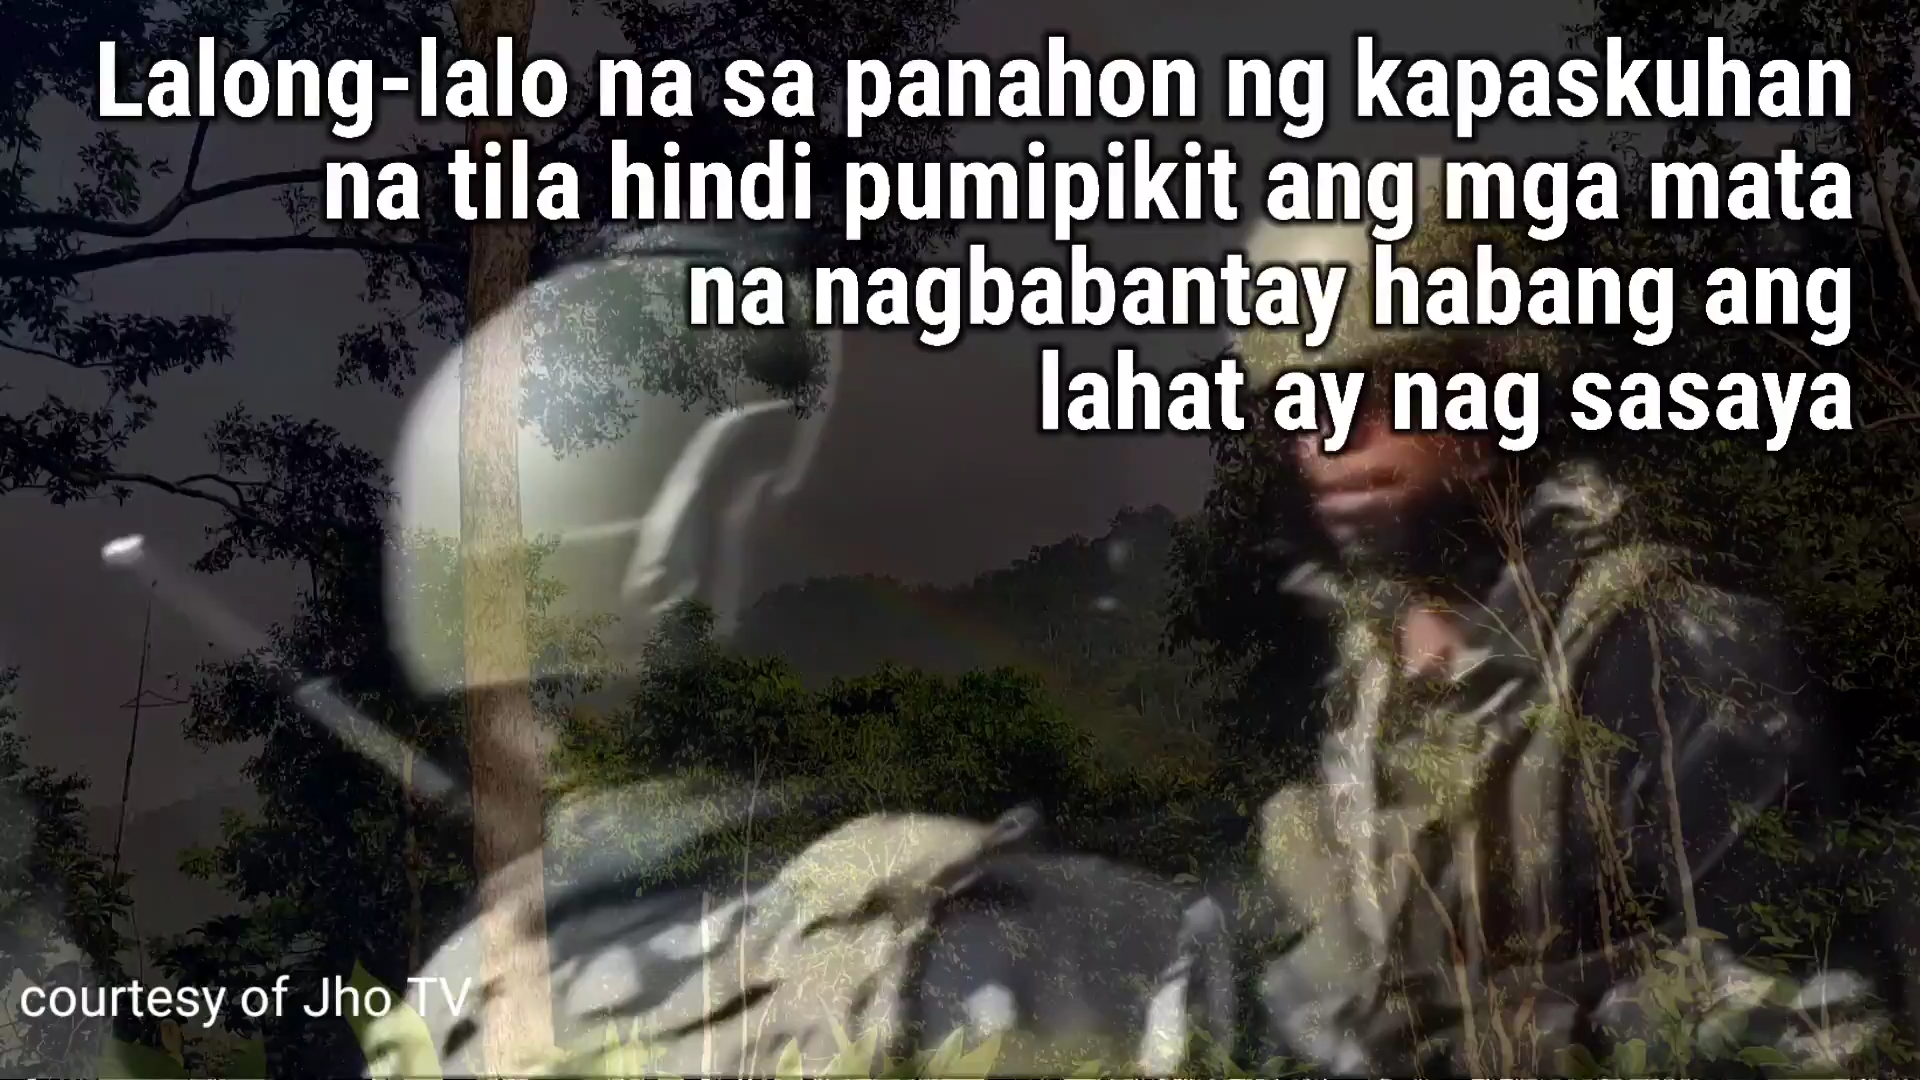 Lalong-lalo na sa panahon ng kapaskuhan
na tila hindi pumipikit ang mga mata
na nagbabantay habang ang
lahat ay nag sasaya
courtesy of Jho TV